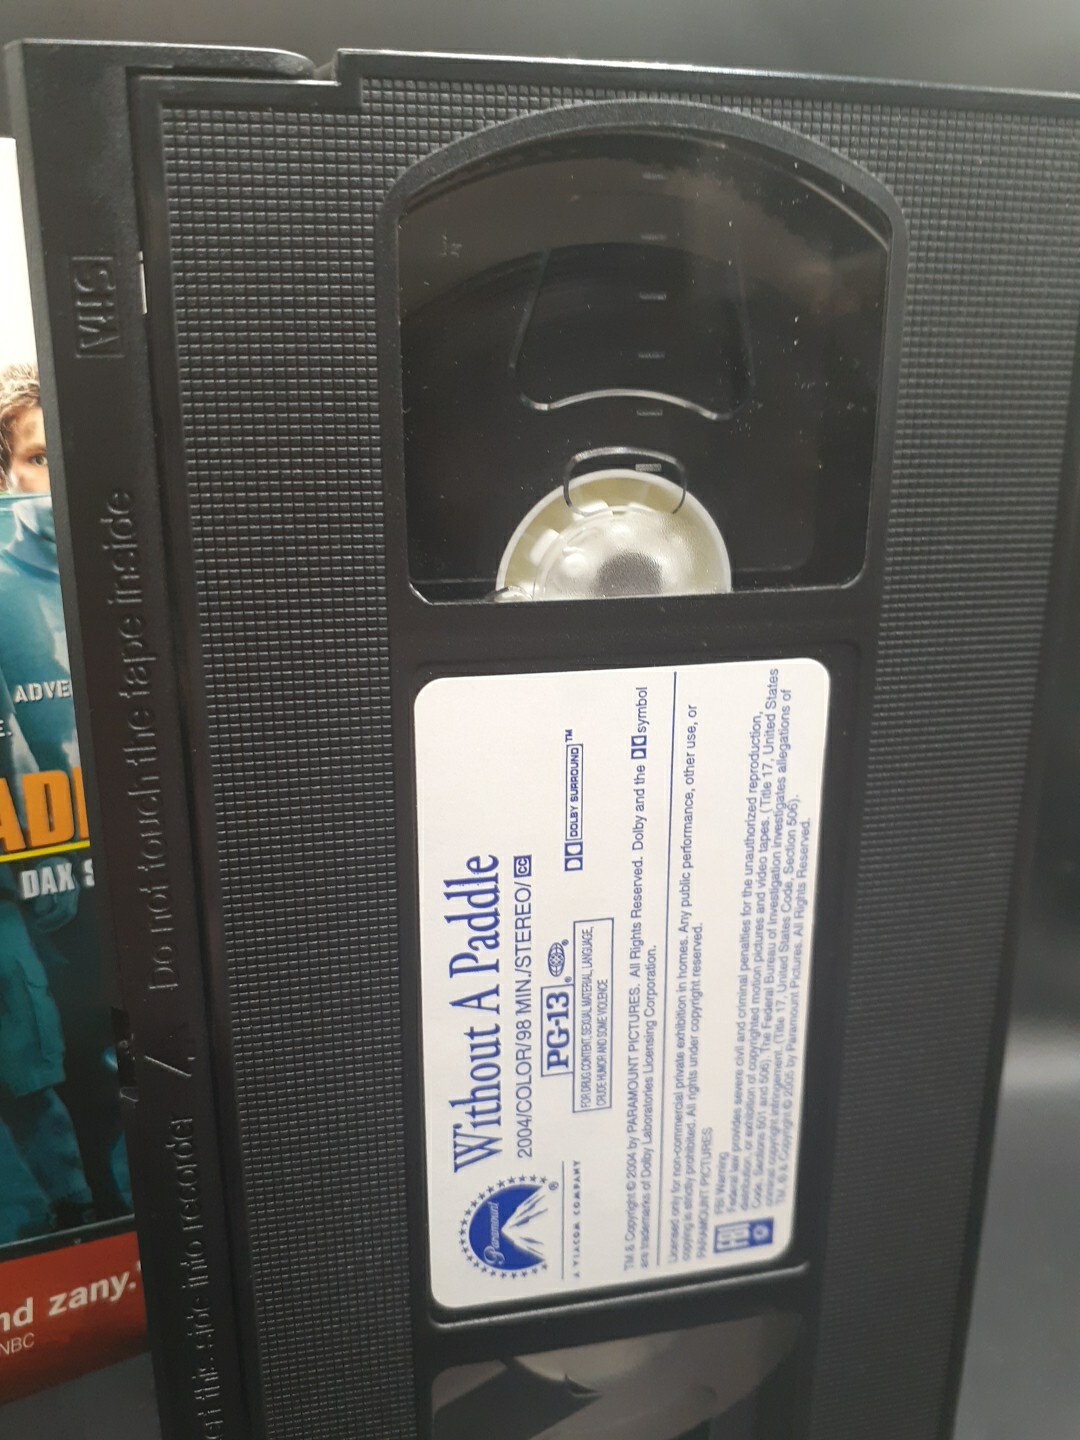 VHS
Do not touch the tape inside
this side into recorder
ADVE
E.
ADD
DAX S
nd zany."
NBC
Without A Paddle
2004/COLOR/98 MIN./STEREO/ CC
PG-13 ®
DOLBY SURROUND™
FOR DRUG CONTENT, SEXUAL MATERIAL, LANGUAGE,
CRUDE HUMOR AND SOME VIOLENCE
Paramount ®
A VIACOM COMPANY
TM & Copyright © 2004 by PARAMOUNT PICTURES. All Rights Reserved. Dolby and the symbol
are trademarks of Dolby Laboratories Licensing Corporation.
Licensed only for non-commercial private exhibition in homes. Any public performance, other use, or
copying is strictly prohibited. All rights under copyright reserved.
PARAMOUNT PICTURES
FBI Warning
Federal law provides severe civil and criminal penalties for the unauthorized reproduction,
distribution, or exhibition of copyrighted motion pictures and video tapes. (Title 17, United States
Code, Sections 501 and 506). The Federal Bureau of Investigation investigates allegations of
criminal copyright infringement. (Title 17, United States Code, Section 506).
TM, ® & Copyright © 2005 by Paramount Pictures. All Rights Reserved.